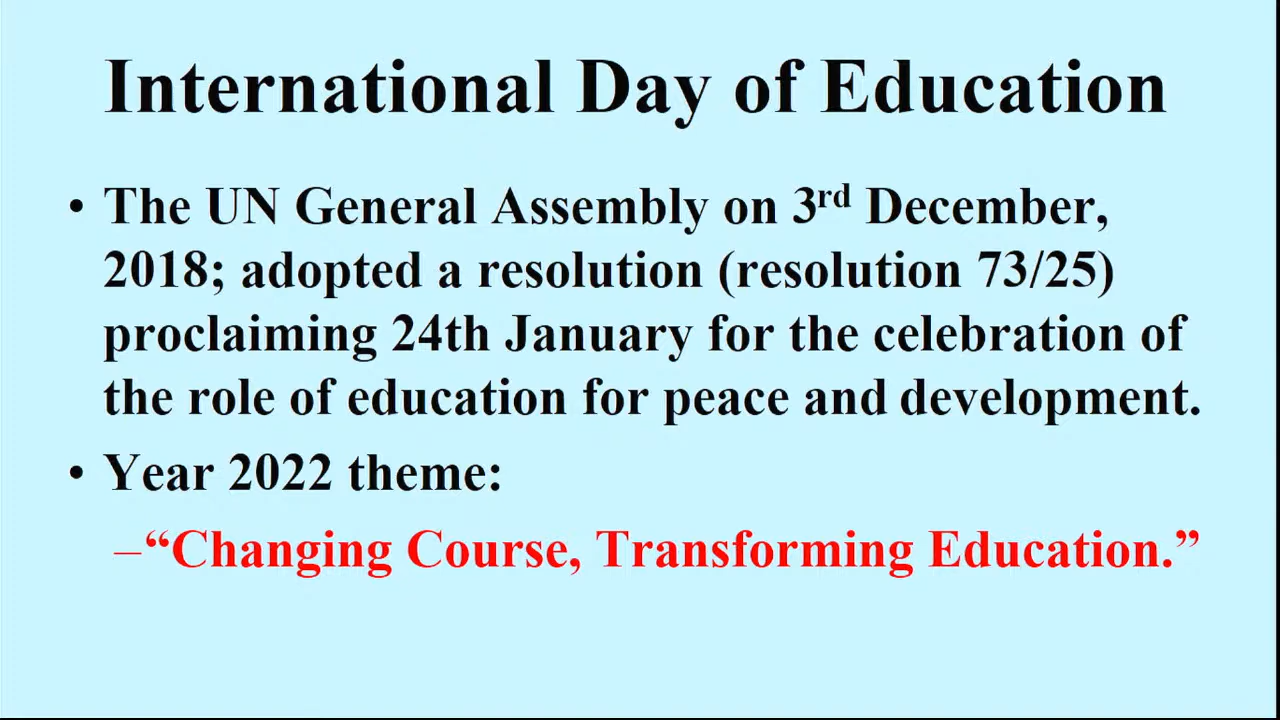 International Day of Education
• The UN General Assembly on 3rd December,
2018; adopted a resolution (resolution 73/25)
proclaiming 24th January for the celebration of
the role of education for peace and development.
• Year 2022 theme:
–“Changing Course, Transforming Education.”